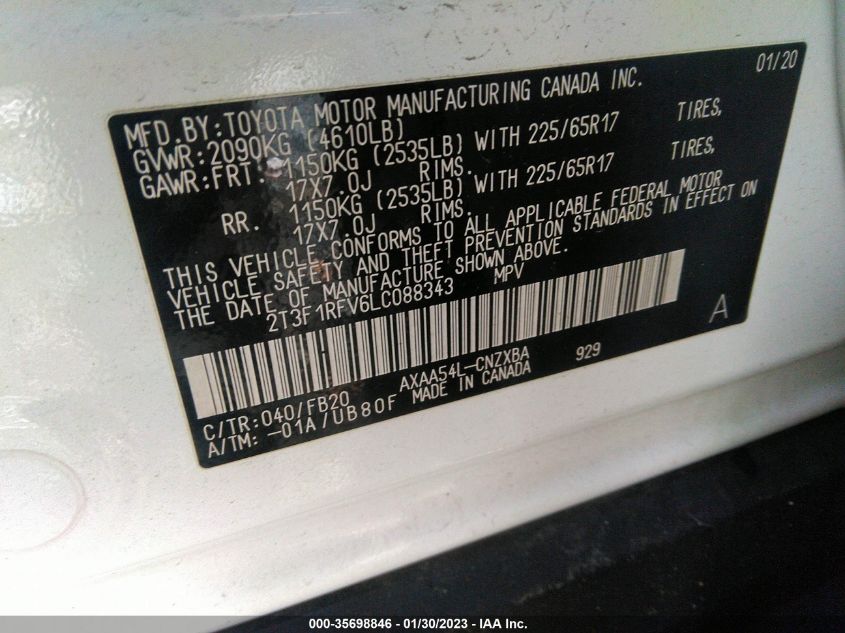 01/20
MFD.BY:TOYOTA MOTOR MANUFACTURING CANADA INC.
GVWR:2090KG (4610LB)
GAWR:FRT. 1150KG (2535LB) WITH 225/65R17 TIRES,
17X7.0J RIMS.
RR. 1150KG (2535LB) WITH 225/65R17 TIRES,
17X7.0J RIMS.
THIS VEHICLE CONFORMS TO ALL APPLICABLE FEDERAL MOTOR
VEHICLE SAFETY AND THEFT PREVENTION STANDARDS IN EFFECT ON
THE DATE OF MANUFACTURE SHOWN ABOVE.
2T3F1RFV6LC088343 MPV
A
AXAA54L-CNZXBA 929
C/TR:040/FB20 MADE IN CANADA
A/TM:-01A/UB80F
000-35698846 - 01/30/2023 - IAA Inc.